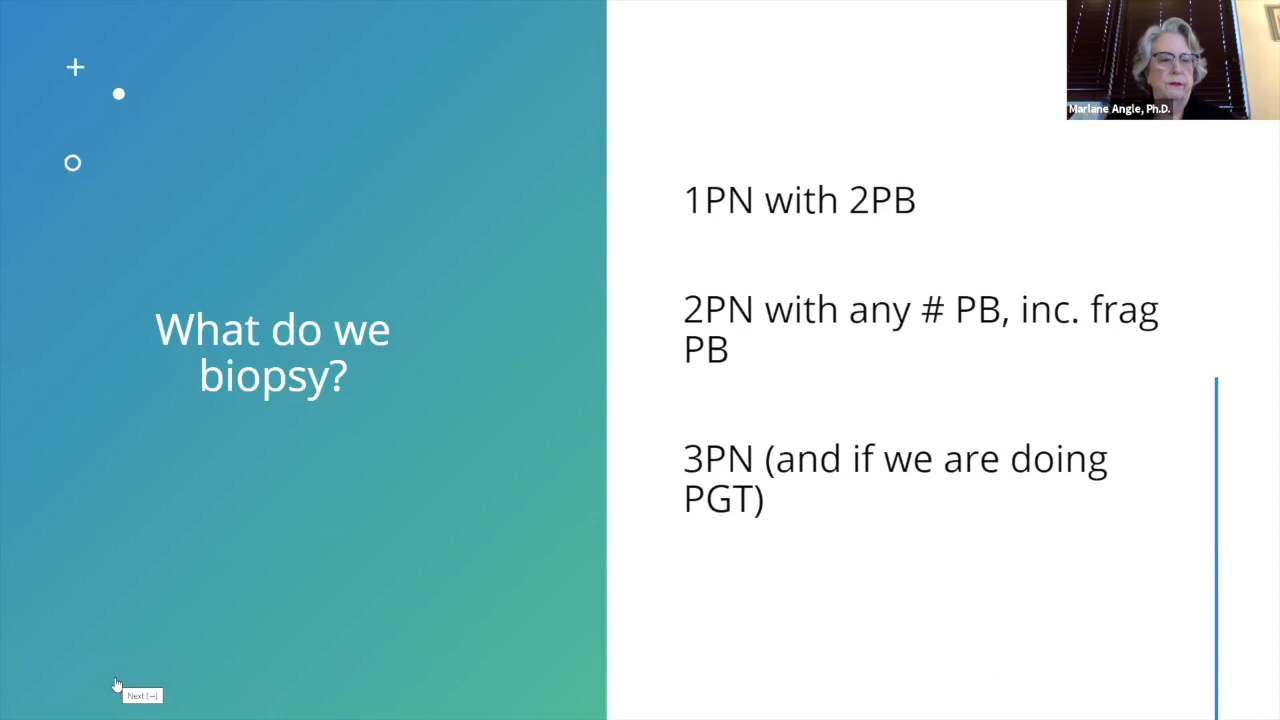 Marlane Angle, Ph.D.
What do we
biopsy?
1PN with 2PB
2PN with any # PB, inc. frag
PB
3PN (and if we are doing
PGT)
Next (→)